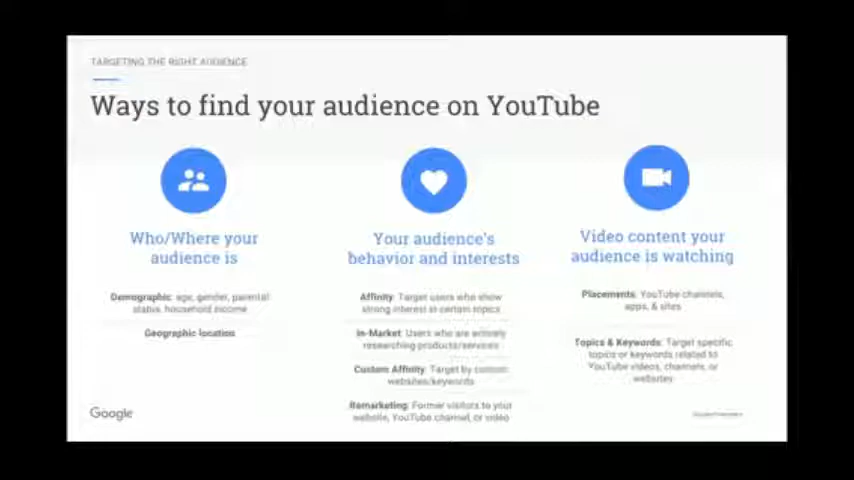 TARGETING THE RIGHT AUDIENCE
Ways to find your audience on YouTube
Who/Where your
audience is
Demographic: age, gender, parental
status, household income
Geographic location
Your audience's
behavior and interests
Affinity: Target users who show
strong interest in certain topics
In-Market: Users who are actively
researching products/services
Custom Affinity: Target by custom
websites/keywords
Remarketing: Former visitors to your
website, YouTube channel, or video
Video content your
audience is watching
Placements: YouTube channels,
apps, & sites
Topics & Keywords: Target specific
topics or keywords related to
YouTube videos, channels, or
websites
Google